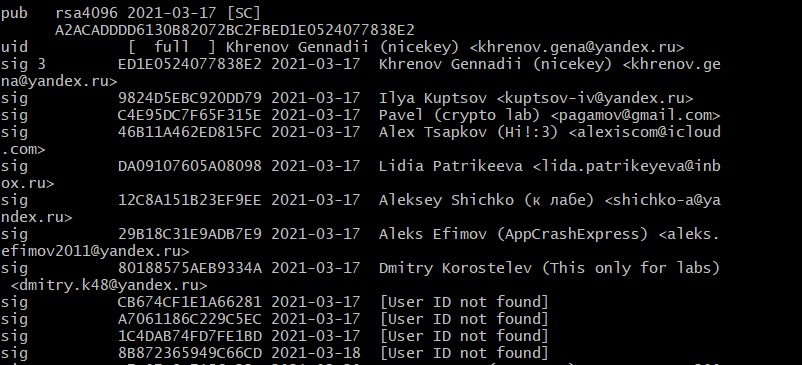 pub   rsa4096 2021-03-17 [SC]
      A2ACADDDD6130B82072BC2FBED1E0524077838E2
uid           [  full  ] Khrenov Gennadii (nicekey) <khrenov.gena@yandex.ru>
sig 3        ED1E0524077838E2 2021-03-17  Khrenov Gennadii (nicekey) <khrenov.ge
na@yandex.ru>
sig          9824D5EBC920DD79 2021-03-17  Ilya Kuptsov <kuptsov-iv@yandex.ru>
sig          C4E95DC7F65F315E 2021-03-17  Pavel (crypto lab) <pagamov@gmail.com>
sig          46B11A462ED815FC 2021-03-17  Alex Tsapkov (Hi!:3) <alexiscom@icloud
.com>
sig          DA09107605A08098 2021-03-17  Lidia Patrikeeva <lida.patrikeyeva@inb
ox.ru>
sig          12C8A151B23EF9EE 2021-03-17  Aleksey Shichko (к лабе) <shichko-a@ya
ndex.ru>
sig          29B18C31E9ADB7E9 2021-03-17  Aleks Efimov (AppCrashExpress) <aleks.
efimov2011@yandex.ru>
sig          80188575AEB9334A 2021-03-17  Dmitry Korostelev (This only for labs)
 <dmitry.k48@yandex.ru>
sig          CB674CF1E1A66281 2021-03-17  [User ID not found]
sig          A7061186C229C5EC 2021-03-17  [User ID not found]
sig          1C4DAB74FD7FE1BD 2021-03-17  [User ID not found]
sig          8B872365949C66CD 2021-03-18  [User ID not found]